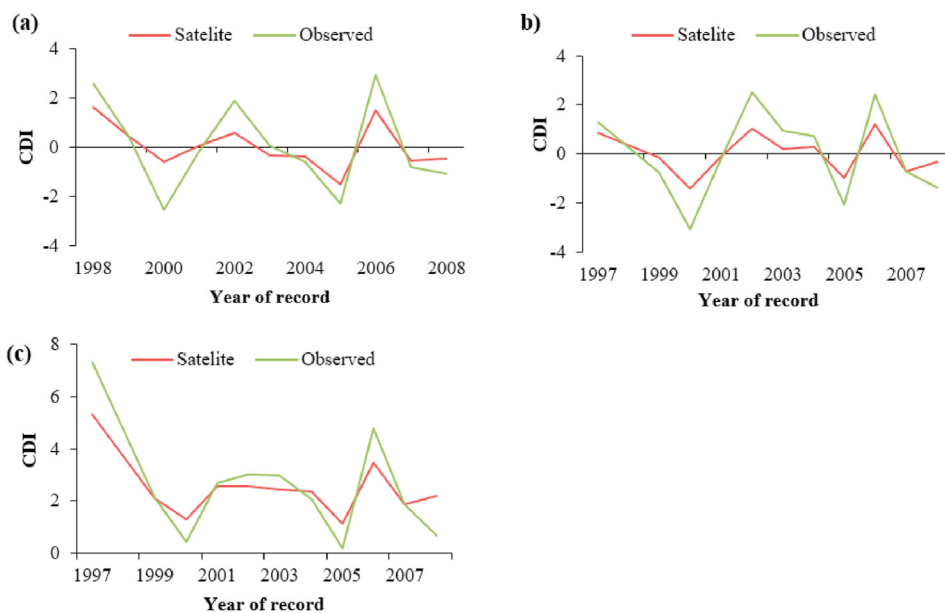 (a)
Satelite Observed
4
2
0
-2
-4
CDI
1998 2000 2002 2004 2006 2008
Year of record
b)
Satelite Observed
4
2
0
-2
-4
CDI
1997 1999 2001 2003 2005 2007
Year of record
(c)
Satelite Observed
8
6
4
2
0
CDI
1997 1999 2001 2003 2005 2007
Year of record